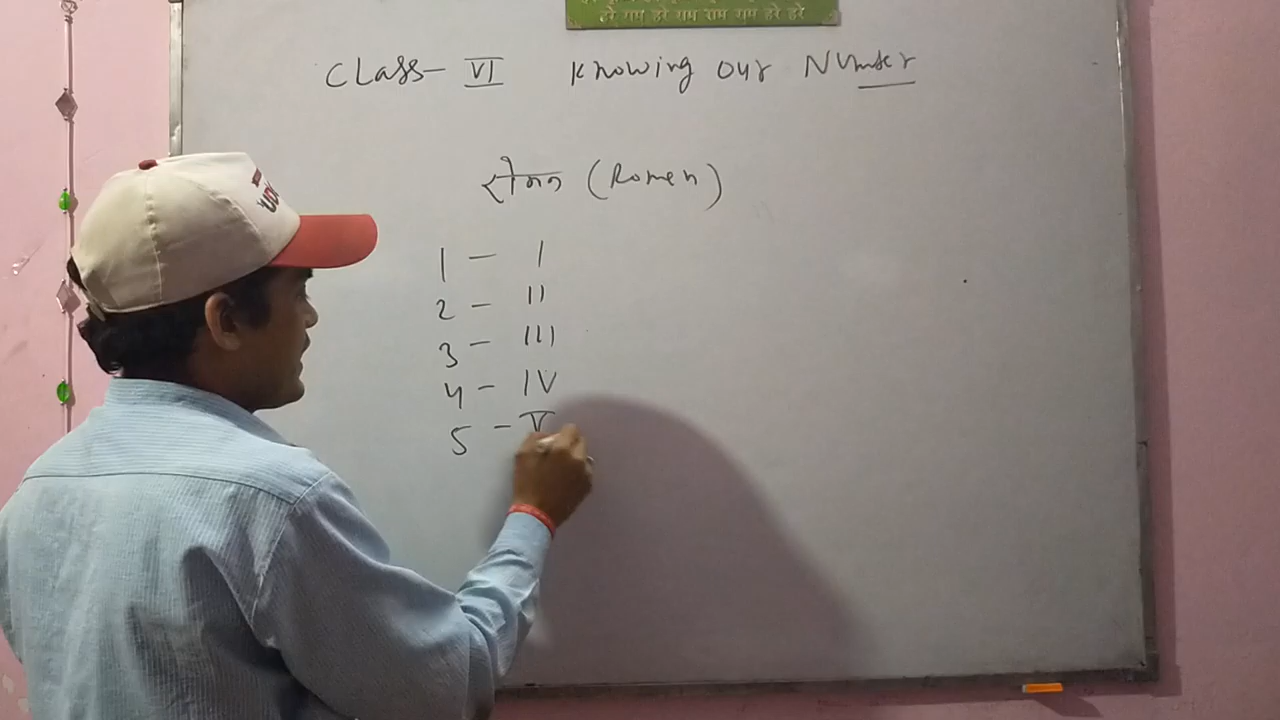 हरे राम हरे राम राम राम हरे हरे
Class- VI Knowing our Number
रोमन (Romen)
1 - I
2 - II
3 - III
4 - IV
5 - V